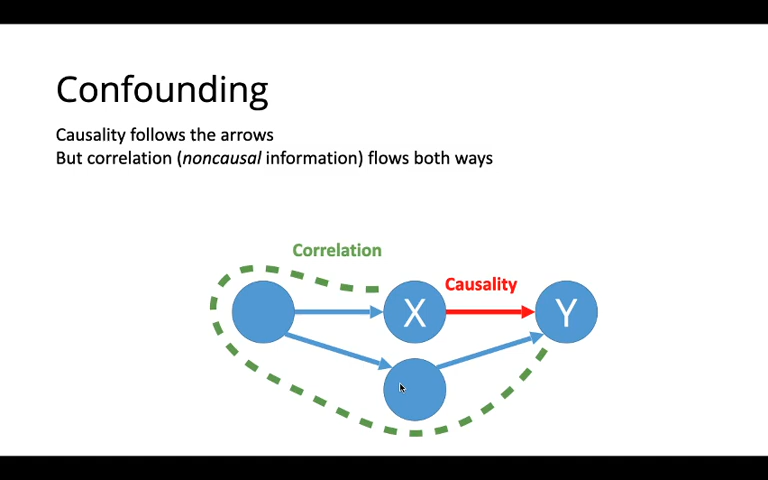 Confounding
Causality follows the arrows
But correlation (noncausal information) flows both ways
Correlation
Causality
X
Y